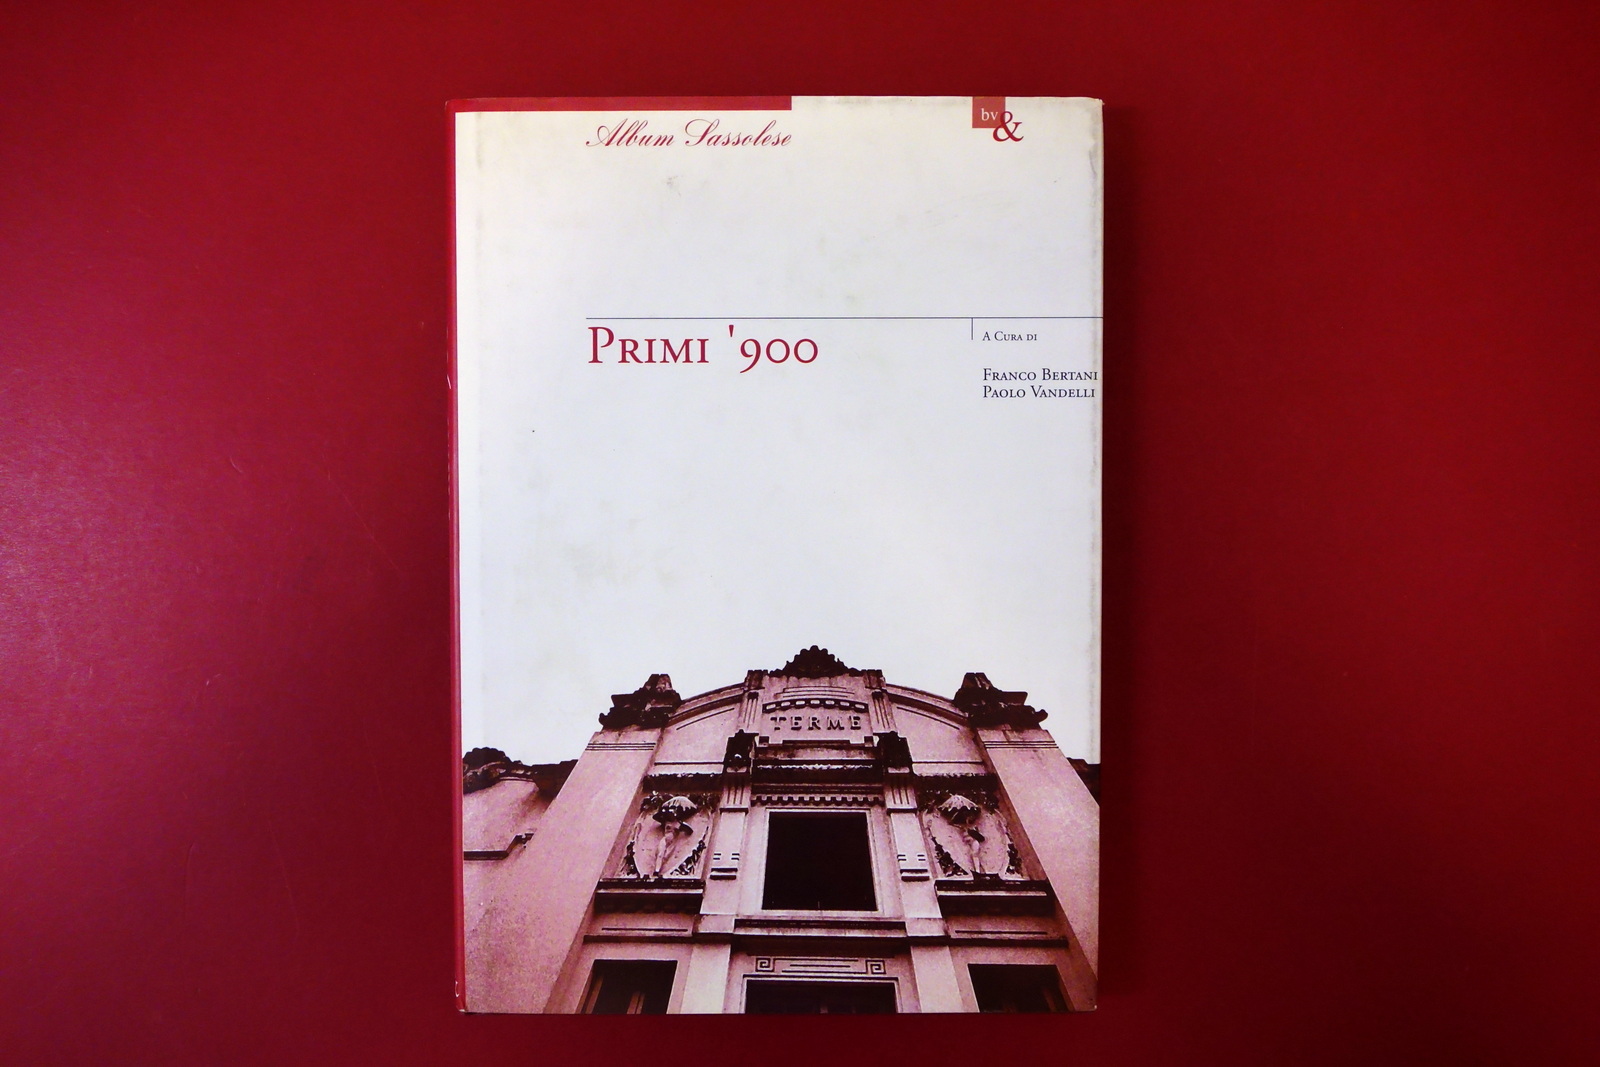 Album Sassolese
bv&
Primi '900
A Cura di
Franco Bertani
Paolo Vandelli
TERME